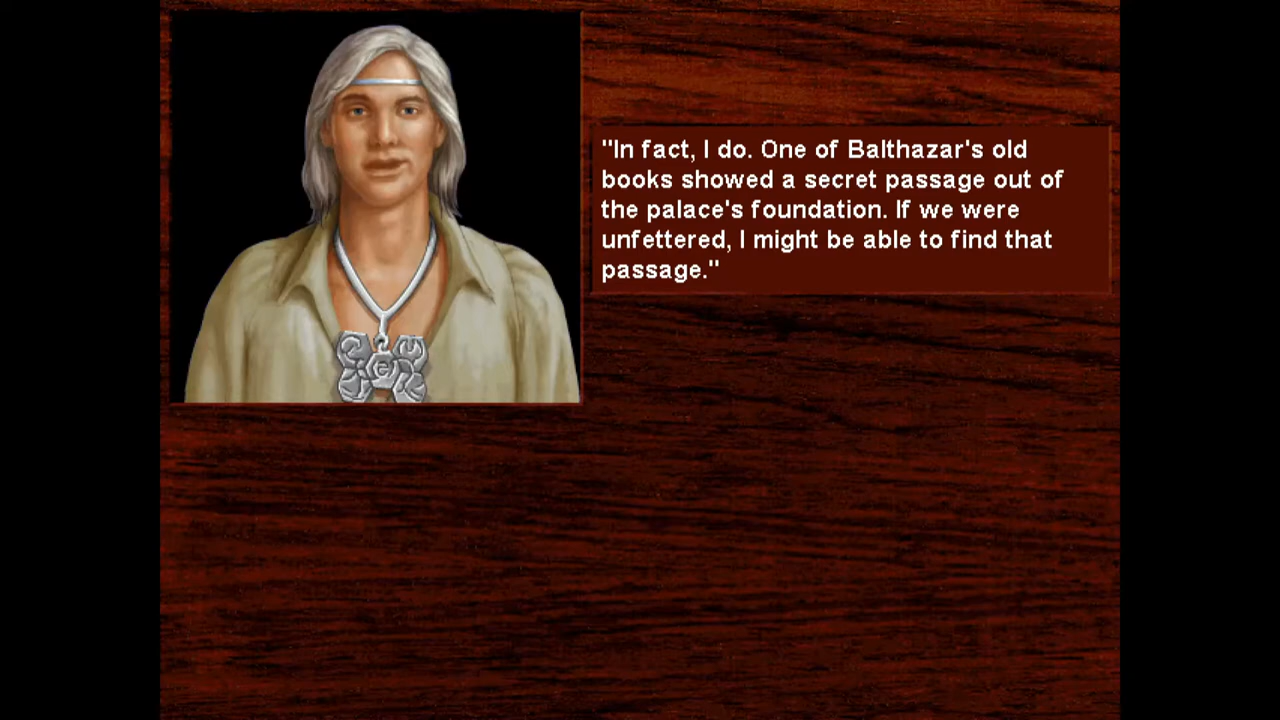 "In fact, I do. One of Balthazar's old
books showed a secret passage out of
the palace's foundation. If we were
unfettered, I might be able to find that
passage."